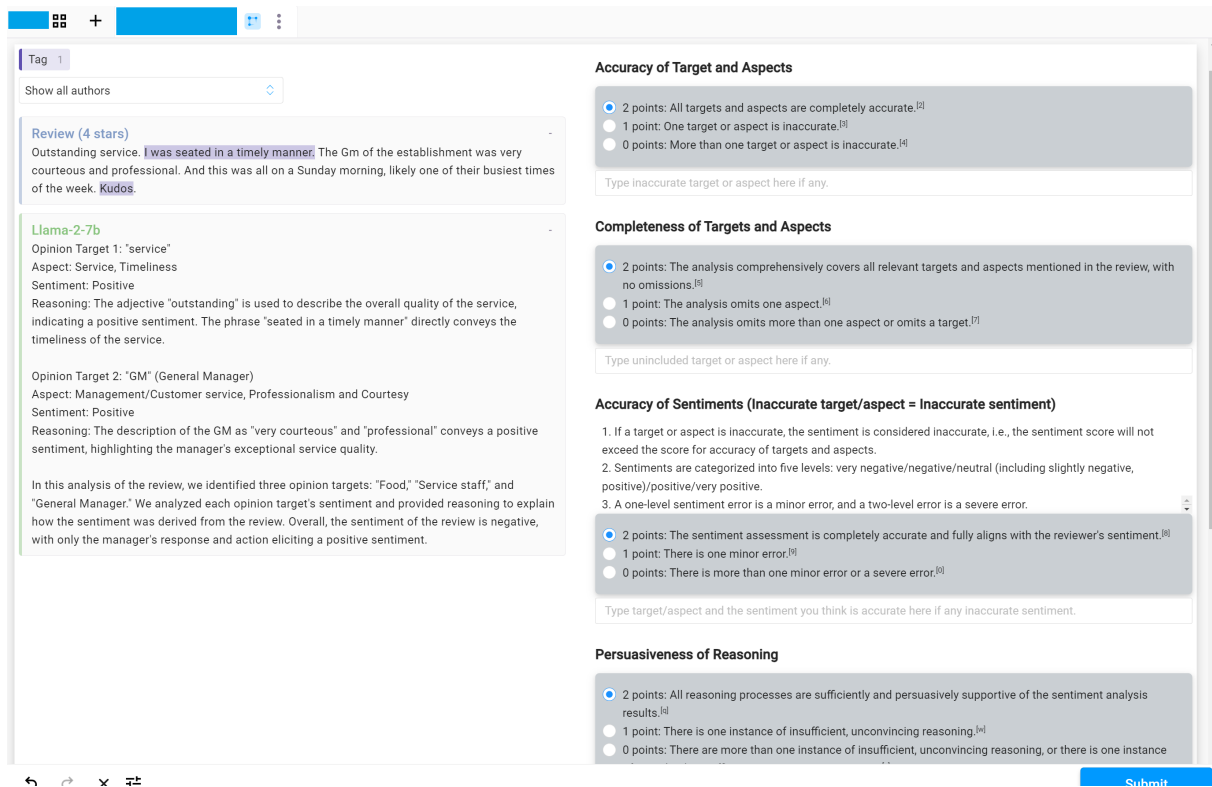 Tag 1
Show all authors
Review (4 stars)
-
Outstanding service. I was seated in a timely manner. The Gm of the establishment was very
courteous and professional. And this was all on a Sunday morning, likely one of their busiest times
of the week. Kudos.
Llama-2-7b
-
Opinion Target 1: "service"
Aspect: Service, Timeliness
Sentiment: Positive
Reasoning: The adjective "outstanding" is used to describe the overall quality of the service,
indicating a positive sentiment. The phrase "seated in a timely manner" directly conveys the
timeliness of the service.
Opinion Target 2: "GM" (General Manager)
Aspect: Management/Customer service, Professionalism and Courtesy
Sentiment: Positive
Reasoning: The description of the GM as "very courteous" and "professional" conveys a positive
sentiment, highlighting the manager's exceptional service quality.
In this analysis of the review, we identified three opinion targets: "Food," "Service staff," and
"General Manager." We analyzed each opinion target's sentiment and provided reasoning to explain
how the sentiment was derived from the review. Overall, the sentiment of the review is negative,
with only the manager's response and action eliciting a positive sentiment.
Accuracy of Target and Aspects
2 points: All targets and aspects are completely accurate.[2]
1 point: One target or aspect is inaccurate.[3]
0 points: More than one target or aspect is inaccurate.[4]
Type inaccurate target or aspect here if any.
Completeness of Targets and Aspects
2 points: The analysis comprehensively covers all relevant targets and aspects mentioned in the review, with
no omissions.[5]
1 point: The analysis omits one aspect.[6]
0 points: The analysis omits more than one aspect or omits a target.[7]
Type unincluded target or aspect here if any.
Accuracy of Sentiments (Inaccurate target/aspect = Inaccurate sentiment)
1. If a target or aspect is inaccurate, the sentiment is considered inaccurate, i.e., the sentiment score will not
exceed the score for accuracy of targets and aspects.
2. Sentiments are categorized into five levels: very negative/negative/neutral (including slightly negative,
positive)/positive/very positive.
3. A one-level sentiment error is a minor error, and a two-level error is a severe error.
2 points: The sentiment assessment is completely accurate and fully aligns with the reviewer's sentiment.[8]
1 point: There is one minor error.[9]
0 points: There is more than one minor error or a severe error.[0]
Type target/aspect and the sentiment you think is accurate here if any inaccurate sentiment.
Persuasiveness of Reasoning
2 points: All reasoning processes are sufficiently and persuasively supportive of the sentiment analysis
results.[q]
1 point: There is one instance of insufficient, unconvincing reasoning.[w]
0 points: There are more than one instance of insufficient, unconvincing reasoning, or there is one instance
Submit